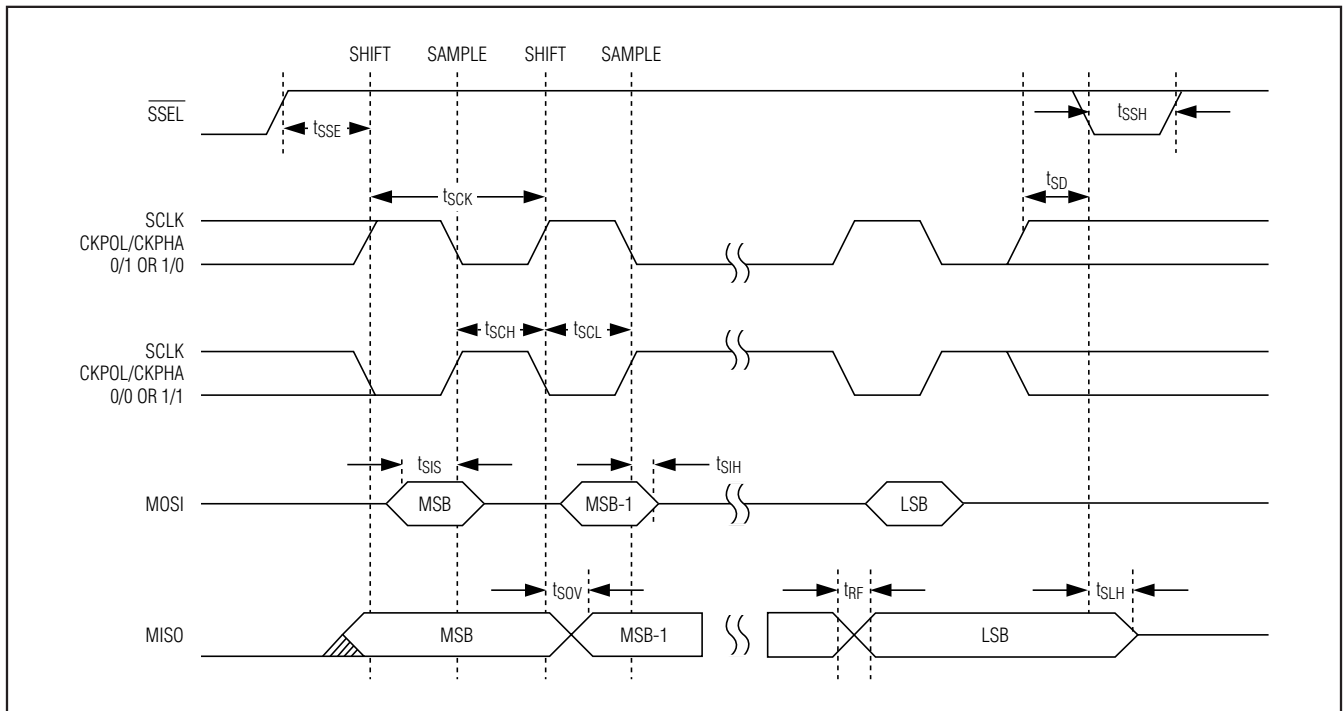 SHIFT SAMPLE SHIFT SAMPLE
SSEL
tSSE
tSSH
tSCK
tSD
SCLK
CKPOL/CKPHA
0/1 OR 1/0
tSCH tSCL
SCLK
CKPOL/CKPHA
0/0 OR 1/1
tSIS
tSIH
MOSI
MSB
MSB-1
LSB
tSOV
tRF
tSLH
MISO
MSB
MSB-1
LSB